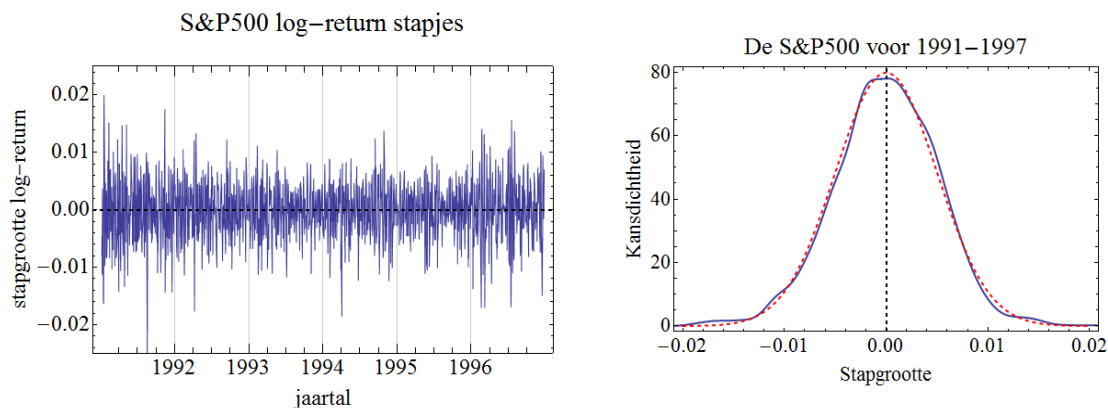 S&P500 log−return stapjes
stapgrootte log−return
0.02
0.01
0.00
−0.01
−0.02
1992 1993 1994 1995 1996
jaartal
De S&P500 voor 1991−1997
Kansdichtheid
80
60
40
20
0
−0.02 −0.01 0.00 0.01 0.02
Stapgrootte